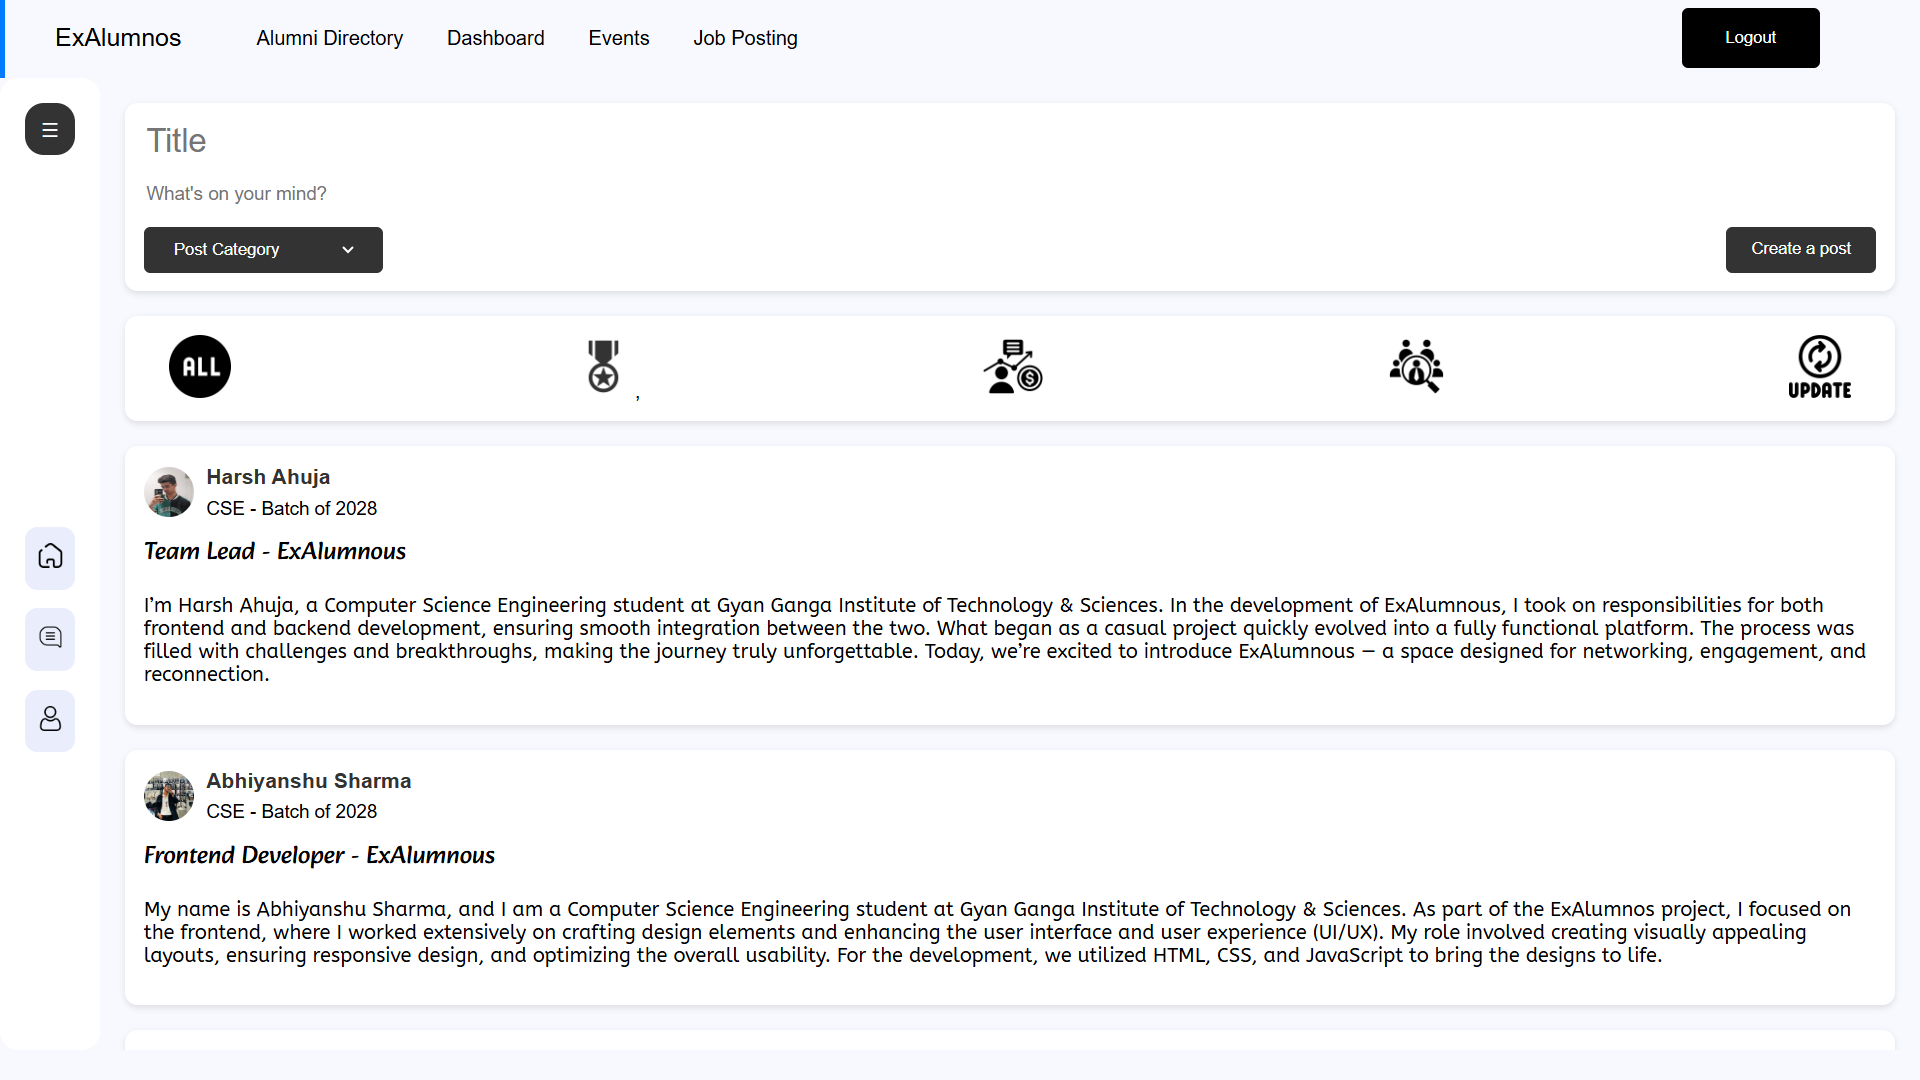 ExAlumnos Alumni Directory Dashboard Events Job Posting Logout
Title
What's on your mind?
Post Category Create a post
ALL , UPDATE
Harsh Ahuja
CSE - Batch of 2028
Team Lead - ExAlumnous
I’m Harsh Ahuja, a Computer Science Engineering student at Gyan Ganga Institute of Technology & Sciences. In the development of ExAlumnous, I took on responsibilities for both
frontend and backend development, ensuring smooth integration between the two. What began as a casual project quickly evolved into a fully functional platform. The process was
filled with challenges and breakthroughs, making the journey truly unforgettable. Today, we’re excited to introduce ExAlumnous — a space designed for networking, engagement, and
reconnection.
Abhiyanshu Sharma
CSE - Batch of 2028
Frontend Developer - ExAlumnous
My name is Abhiyanshu Sharma, and I am a Computer Science Engineering student at Gyan Ganga Institute of Technology & Sciences. As part of the ExAlumnos project, I focused on
the frontend, where I worked extensively on crafting design elements and enhancing the user interface and user experience (UI/UX). My role involved creating visually appealing
layouts, ensuring responsive design, and optimizing the overall usability. For the development, we utilized HTML, CSS, and JavaScript to bring the designs to life.